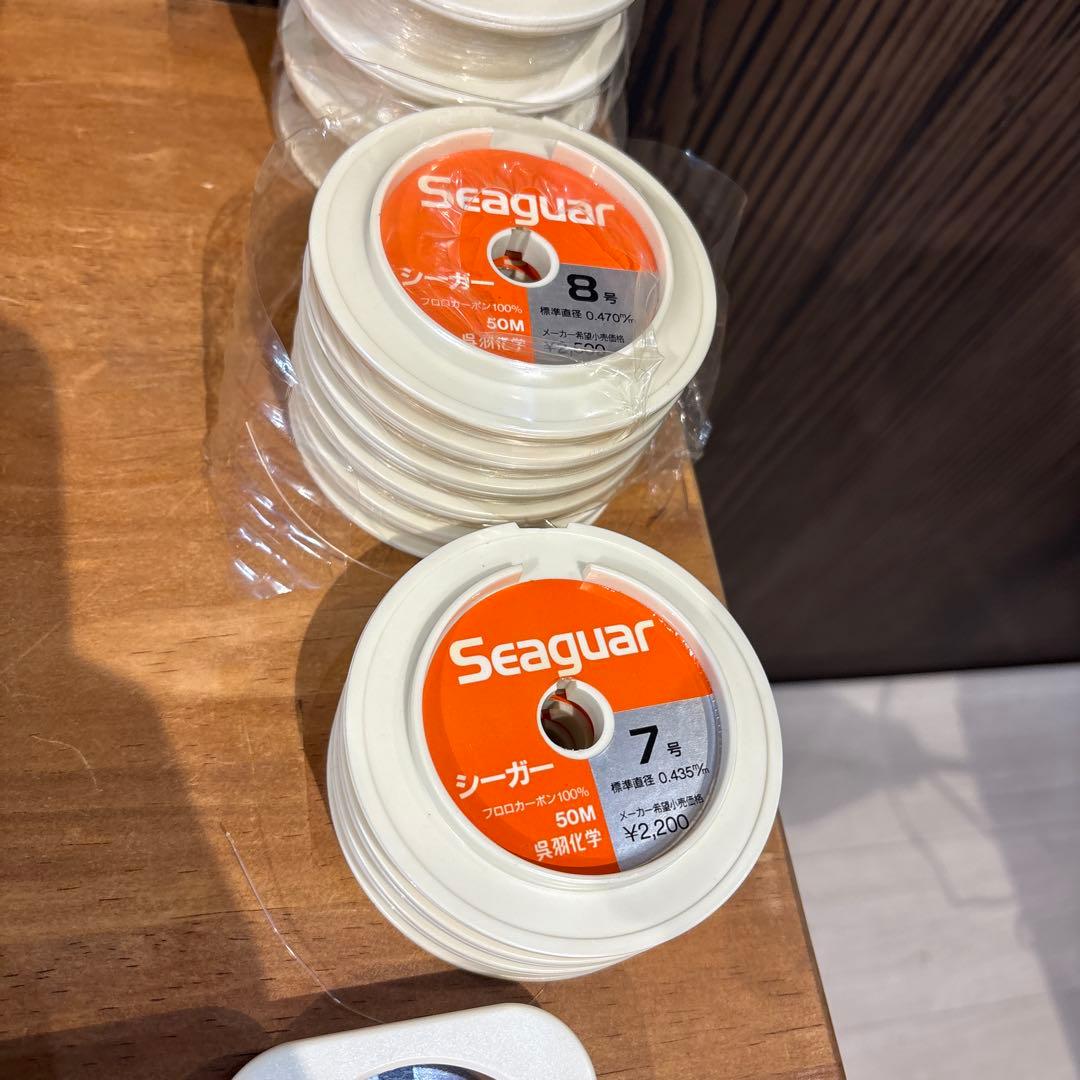 Seaguar
シーガー
フロロカーボン100%
50M
呉羽化学
8号
標準直径 0.470m/m
メーカー希望小売価格
¥2,500
Seaguar
シーガー
フロロカーボン100%
50M
呉羽化学
7号
標準直径 0.435m/m
メーカー希望小売価格
¥2,200